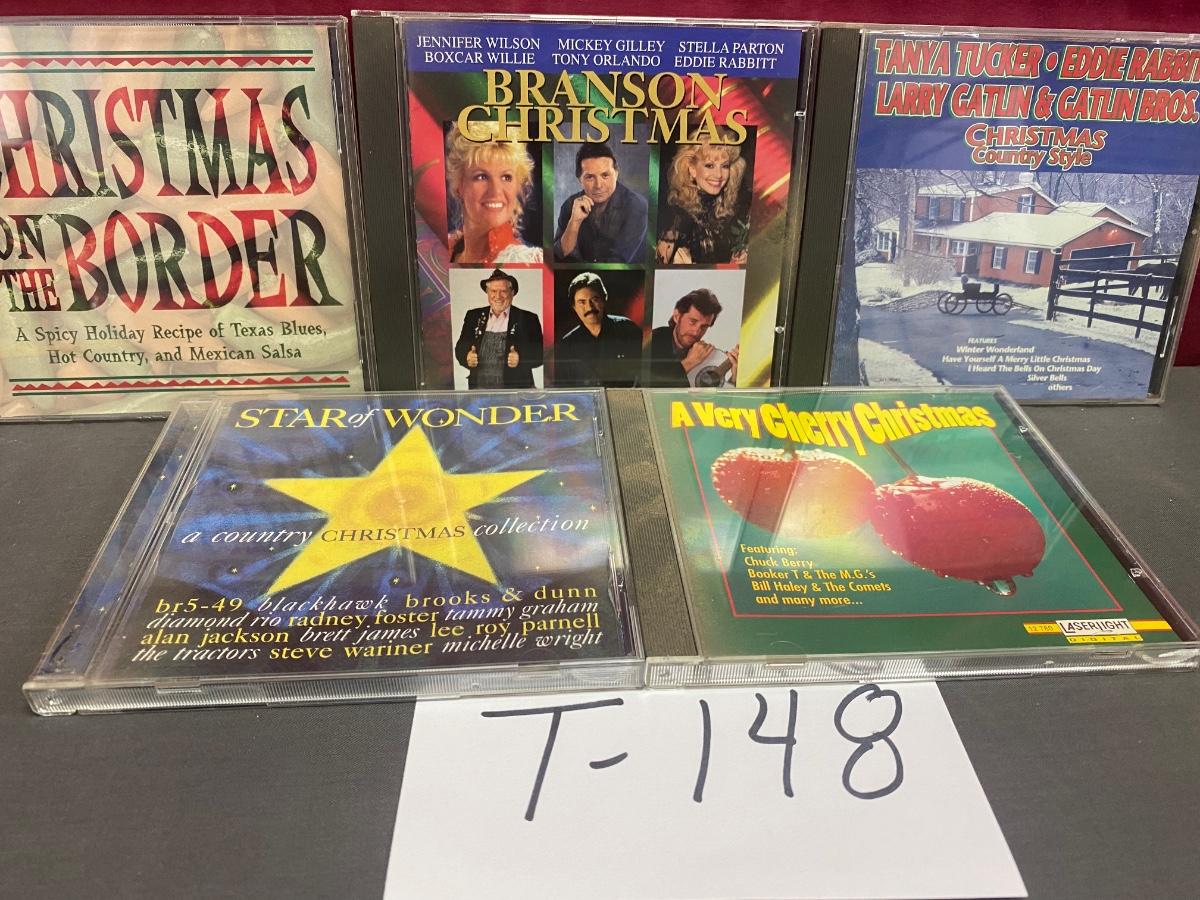 CHRISTMAS
ON
THE BORDER
A Spicy Holiday Recipe of Texas Blues,
Hot Country, and Mexican Salsa
JENNIFER WILSON MICKEY GILLEY STELLA PARTON
BOXCAR WILLIE TONY ORLANDO EDDIE RABBITT
BRANSON
CHRISTMAS
TANYA TUCKER • EDDIE RABBIT
LARRY GATLIN & GATLIN BROS.
CHRISTMAS
Country Style
FEATURES
Winter Wonderland
Have Yourself A Merry Little Christmas
I Heard The Bells On Christmas Day
Silver Bells
others
STAR of WONDER
a country CHRISTMAS collection
br5-49 blackhawk brooks & dunn
diamond rio radney foster tammy graham
alan jackson brett james lee roy parnell
the tractors steve wariner michelle wright
A Very Cherry Christmas
Featuring:
Chuck Berry
Booker T & The M.G.'s
Bill Haley & The Comets
and many more...
12 780 LASERLIGHT
DIGITAL
T-148